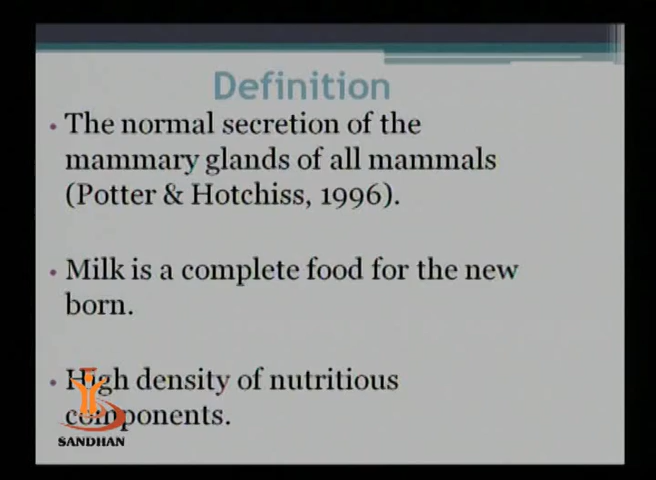 Definition
• The normal secretion of the
mammary glands of all mammals
(Potter & Hotchiss, 1996).
• Milk is a complete food for the new
born.
• High density of nutritious
components.
SANDHAN